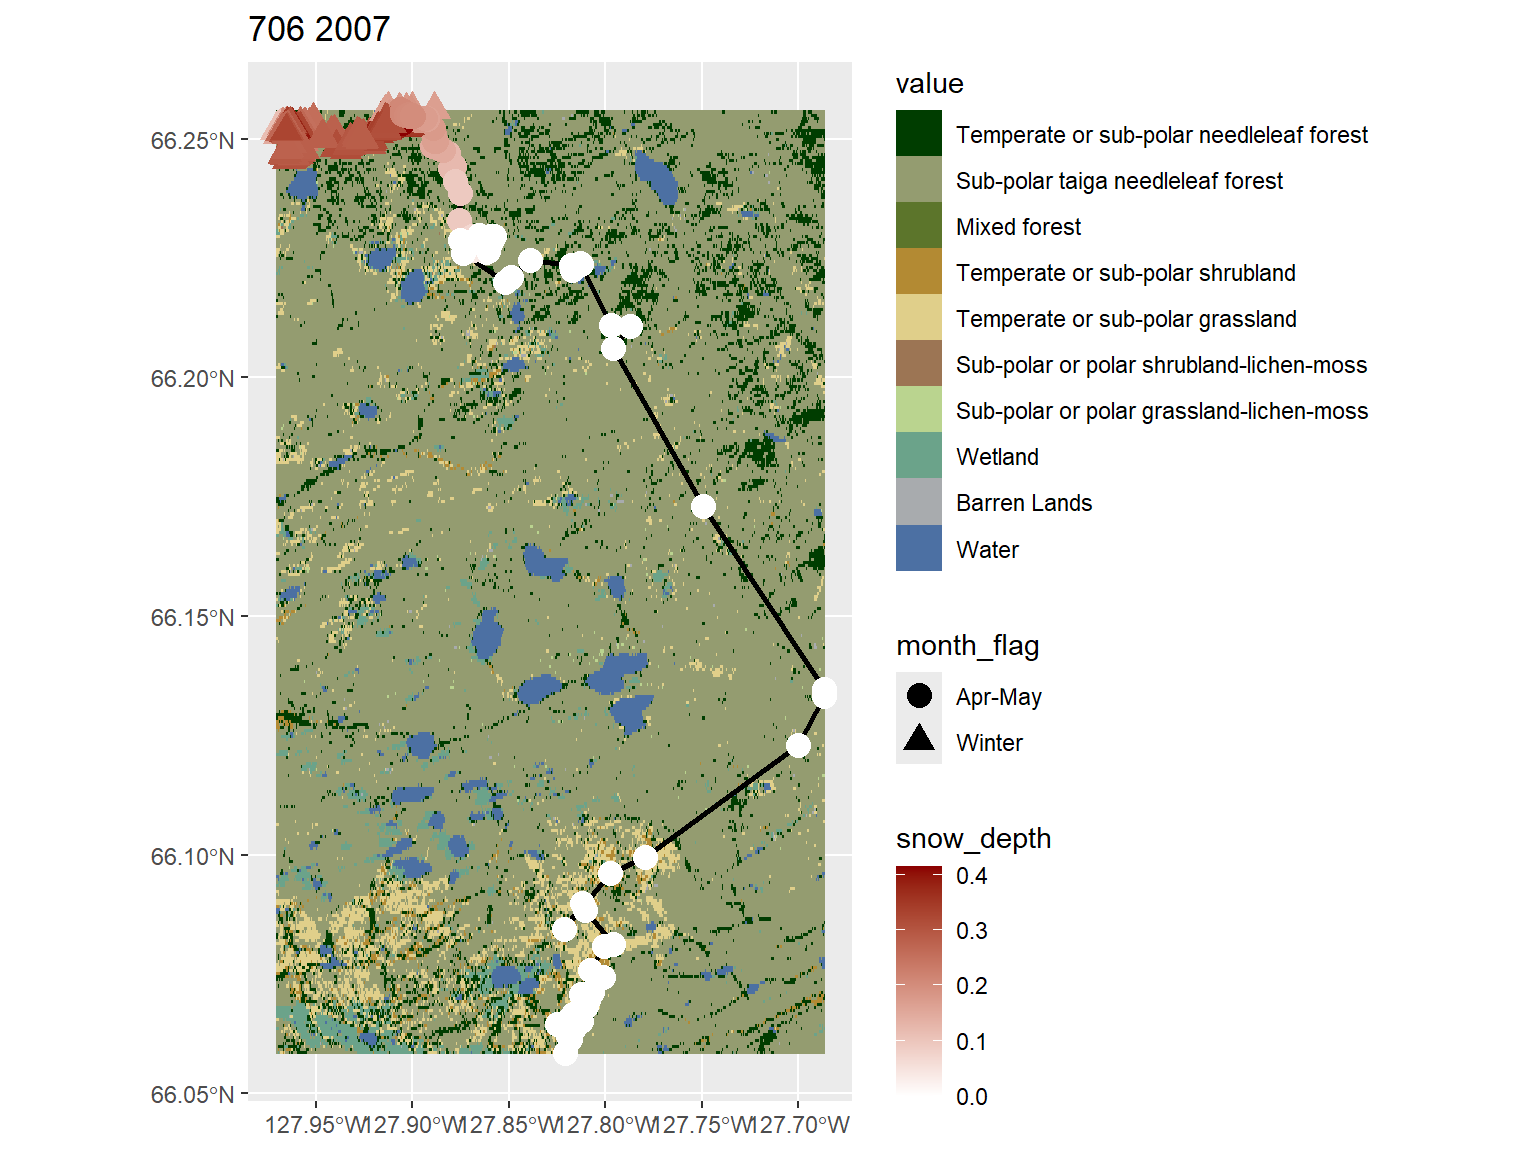 706 2007
66.25°N
66.20°N
66.15°N
66.10°N
66.05°N
127.95°W
127.90°W
127.85°W
127.80°W
127.75°W
127.70°W
value
Temperate or sub-polar needleleaf forest
Sub-polar taiga needleleaf forest
Mixed forest
Temperate or sub-polar shrubland
Temperate or sub-polar grassland
Sub-polar or polar shrubland-lichen-moss
Sub-polar or polar grassland-lichen-moss
Wetland
Barren Lands
Water
month_flag
Apr-May
Winter
snow_depth
0.4
0.3
0.2
0.1
0.0